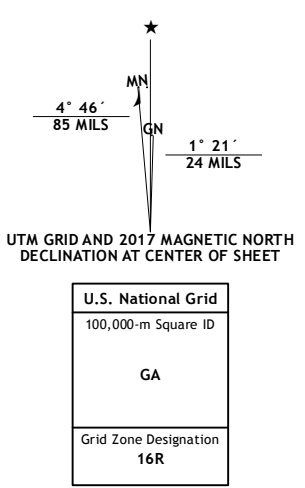 ★
MN
GN
4° 46´
85 MILS
1° 21´
24 MILS
UTM GRID AND 2017 MAGNETIC NORTH
DECLINATION AT CENTER OF SHEET
U.S. National Grid
100,000-m Square ID
GA
Grid Zone Designation
16R